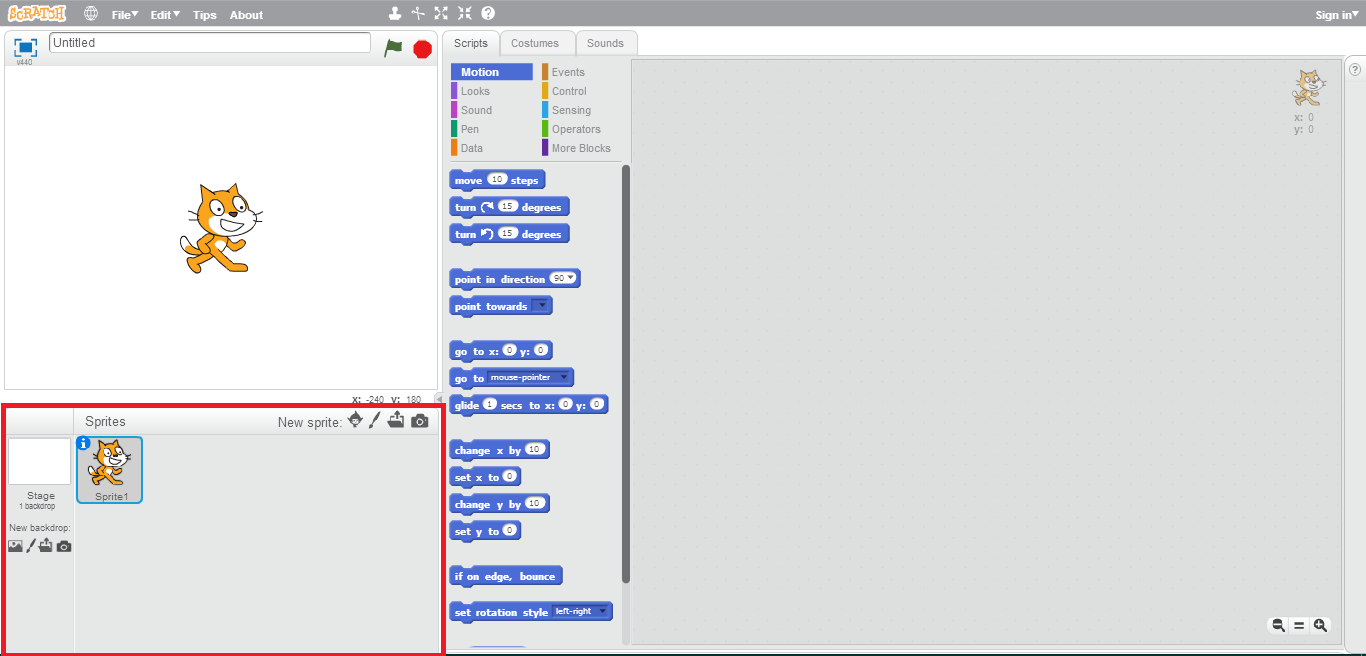 SCRATCH File Edit Tips About Sign in
Untitled
v440
Scripts Costumes Sounds
Motion Events
Looks Control
Sound Sensing
Pen Operators
Data More Blocks
move 10 steps
turn 15 degrees
turn 15 degrees
point in direction 90
point towards
go to x: 0 y: 0
go to mouse-pointer
glide 1 secs to x: 0 y: 0
change x by 10
set x to 0
change y by 10
set y to 0
if on edge, bounce
set rotation style left-right
x: 0
y: 0
x: -240 y: 180
Sprites New sprite:
Sprite1
Stage
1 backdrop
New backdrop: